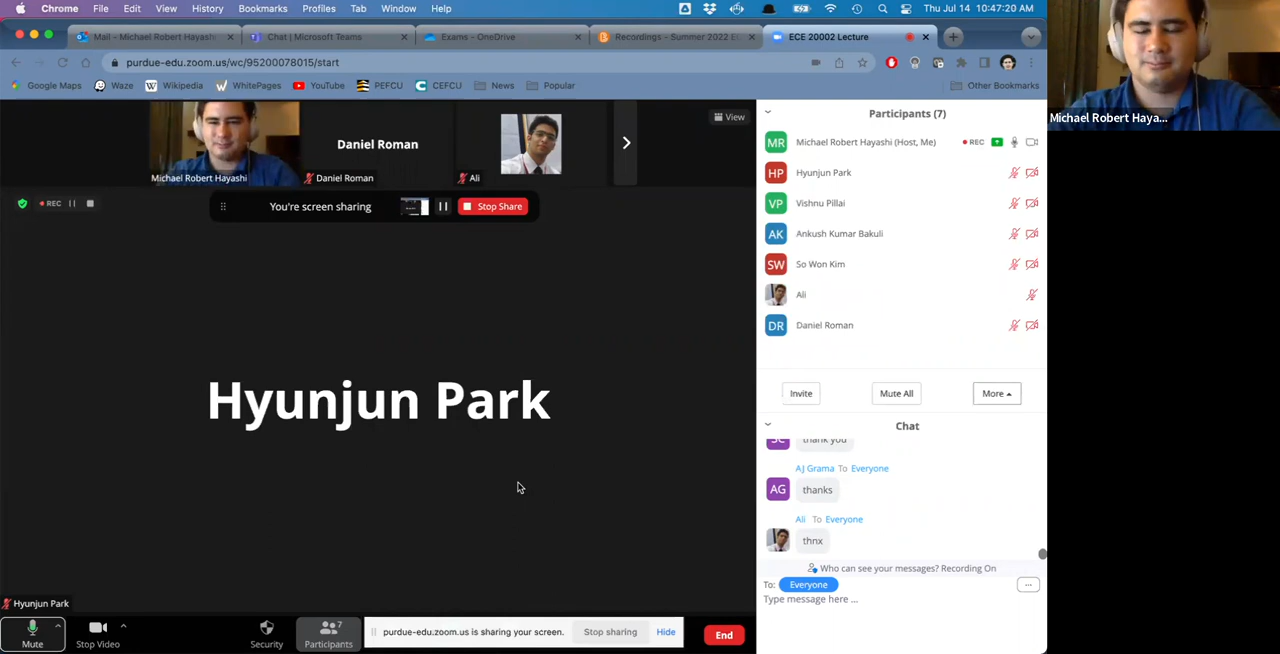 Chrome File Edit View History Bookmarks Profiles Tab Window Help Thu Jul 14 10:47:20 AM
Mail - Michael Robert Hayashi Chat | Microsoft Teams Exams - OneDrive Recordings - Summer 2022 E ECE 20002 Lecture
purdue-edu.zoom.us/wc/95200078015/start
Google Maps Waze Wikipedia WhitePages YouTube PEFCU CEFCU News Popular Other Bookmarks
View
Daniel Roman
Michael Robert Hayashi Daniel Roman Ali
REC You're screen sharing Stop Share
Hyunjun Park
Hyunjun Park
Mute Stop Video Security Participants 7
purdue-edu.zoom.us is sharing your screen. Stop sharing Hide End
Participants (7)
MR Michael Robert Hayashi (Host, Me) REC
HP Hyunjun Park
VP Vishnu Pillai
AK Ankush Kumar Bakuli
SW So Won Kim
Ali
DR Daniel Roman
Invite Mute All More
Chat
SC thank you
AJ Grama To Everyone
AG thanks
Ali To Everyone
thnx
Who can see your messages? Recording On
To: Everyone
Type message here ...
Michael Robert Haya...